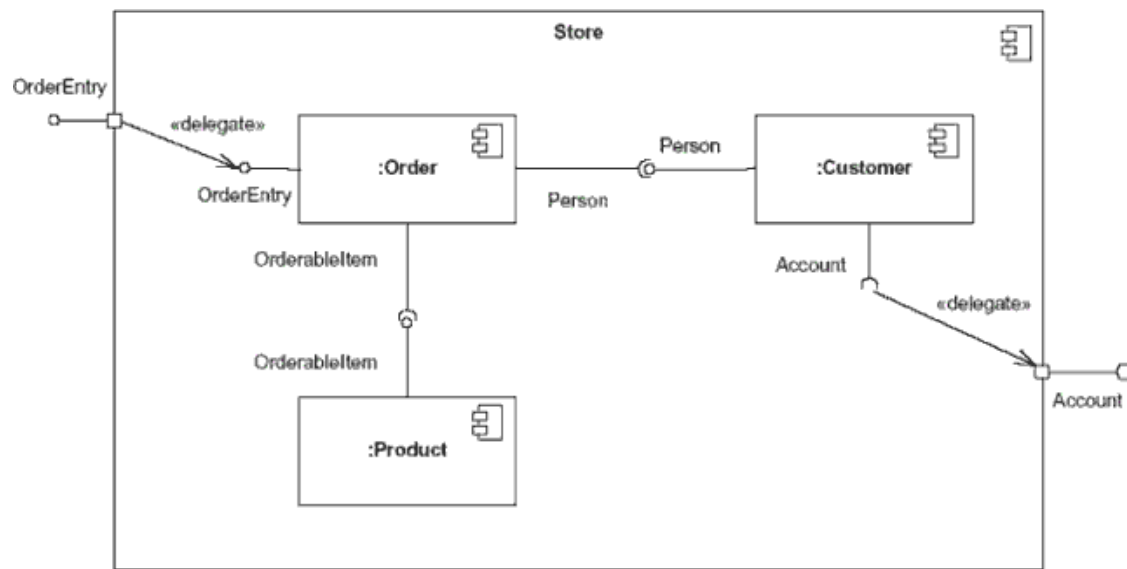 Store
OrderEntry
«delegate»
:Order
Person
:Customer
OrderEntry
Person
OrderableItem
Account
«delegate»
OrderableItem
Account
:Product